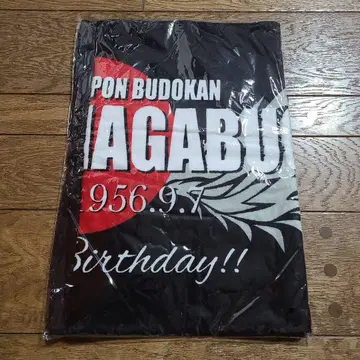 PON BUDOKAN
AGABU
956.9.7
Birthday!!